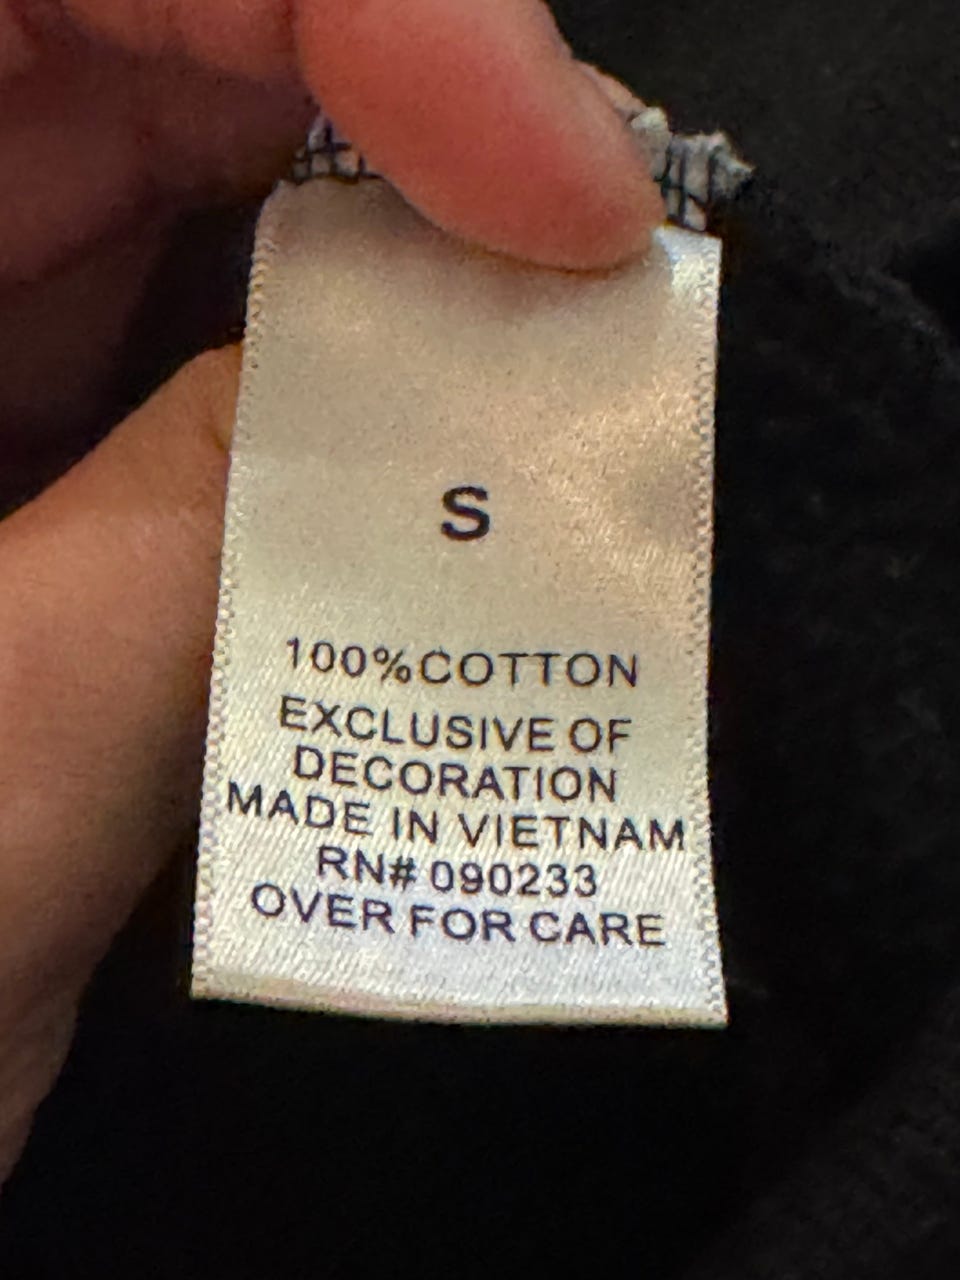 S
100%COTTON
EXCLUSIVE OF
DECORATION
MADE IN VIETNAM
RN# 090233
OVER FOR CARE